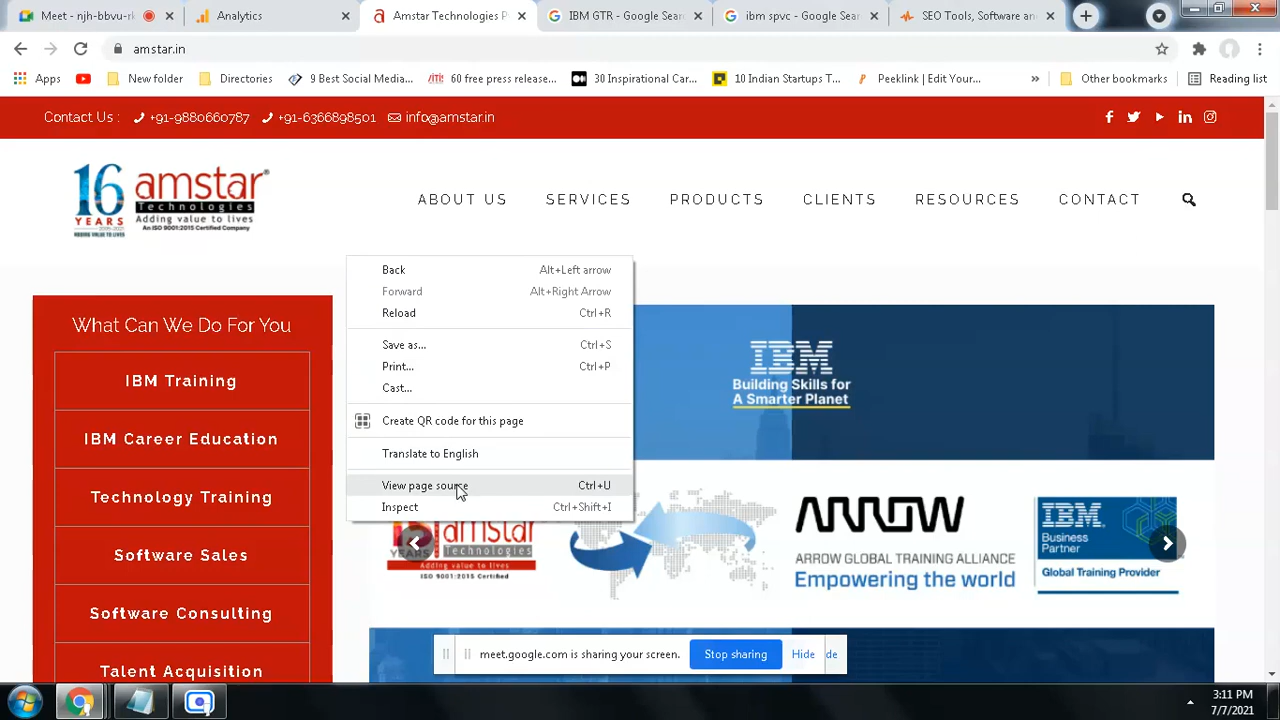 Meet - njh-bbvu-rk
Analytics
Amstar Technologies P
IBM GTR - Google Search
ibm spvc - Google Sear
SEO Tools, Software an
amstar.in
Apps
New folder
Directories
9 Best Social Media...
60 free press release...
30 Inspirational Car...
10 Indian Startups T...
Peeklink | Edit Your...
»
Other bookmarks
Reading list
Contact Us : +91-9880660787 +91-6366898501 info@amstar.in
16 YEARS
amstar®
Technologies
Adding value to lives
An ISO 9001:2015 Certified Company
ABOUT US SERVICES PRODUCTS CLIENTS RESOURCES CONTACT
Back Alt+Left arrow
Forward Alt+Right Arrow
Reload Ctrl+R
Save as... Ctrl+S
Print... Ctrl+P
Cast...
Create QR code for this page
Translate to English
View page source Ctrl+U
Inspect Ctrl+Shift+I
What Can We Do For You
IBM Training
IBM Career Education
Technology Training
Software Sales
Software Consulting
Talent Acquisition
IBM
Building Skills for
A Smarter Planet
Amstar
Technologies
Adding value to lives
ISO 9001:2015 Certified
ARROW
ARROW GLOBAL TRAINING ALLIANCE
Empowering the world
IBM
Business
Partner
Global Training Provider
meet.google.com is sharing your screen. Stop sharing Hide de
3:11 PM
7/7/2021